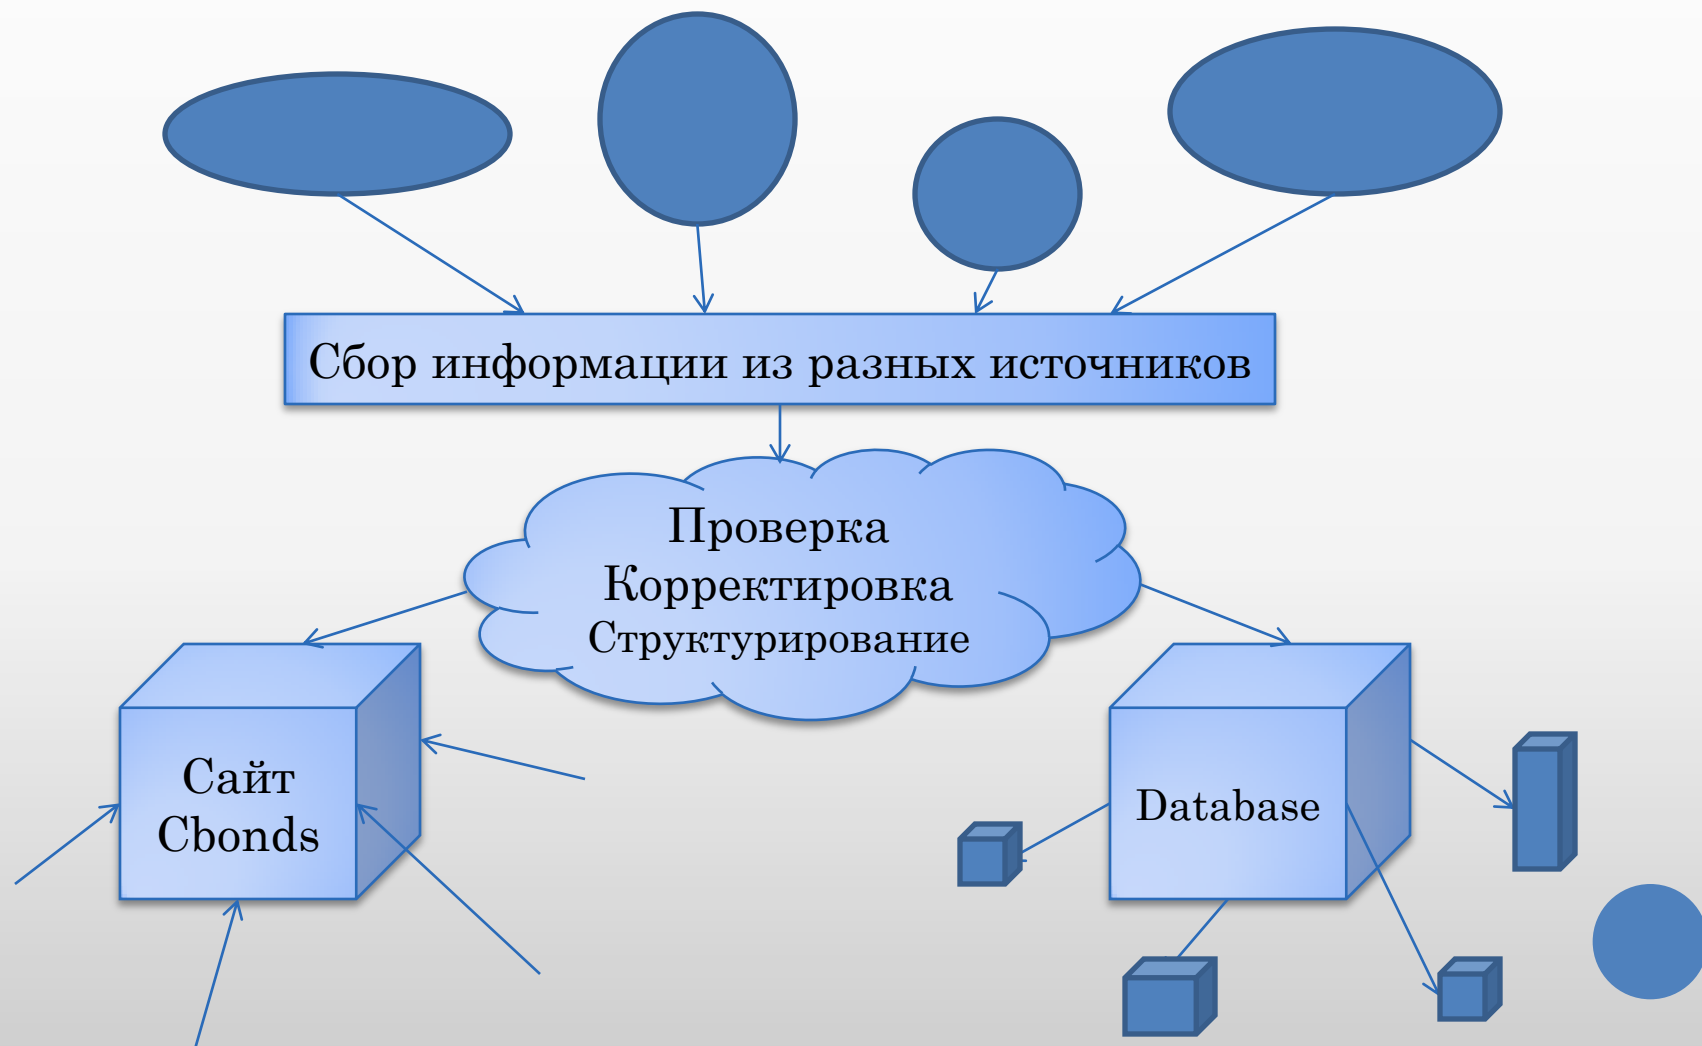 Сбор информации из разных источников
Проверка
Корректировка
Структурирование
Сайт
Cbonds
Database